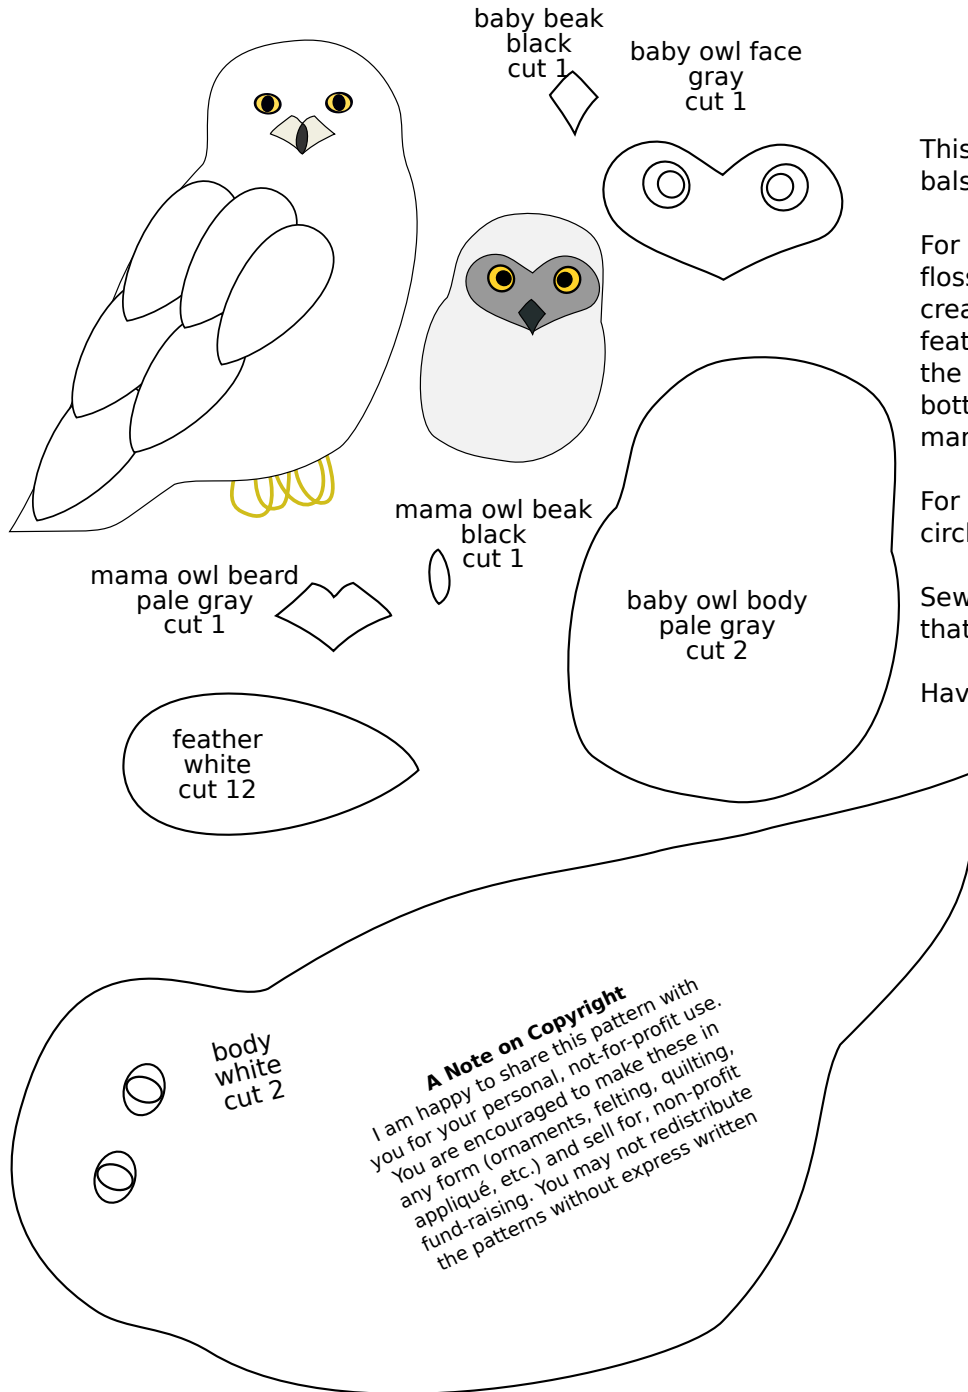 baby beak
black
cut 1
baby owl face
gray
cut 1
This
bals
For
floss
crea
feat
the
bott
mar
For
circl
Sew
that
Hav
mama owl beak
black
cut 1
mama owl beard
pale gray
cut 1
baby owl body
pale gray
cut 2
feather
white
cut 12
body
white
cut 2
A Note on Copyright
I am happy to share this pattern with
you for your personal, not-for-profit use.
You are encouraged to make these in
any form (ornaments, felting, quilting,
appliqué, etc.) and sell for, non-profit
fund-raising. You may not redistribute
the patterns without express written